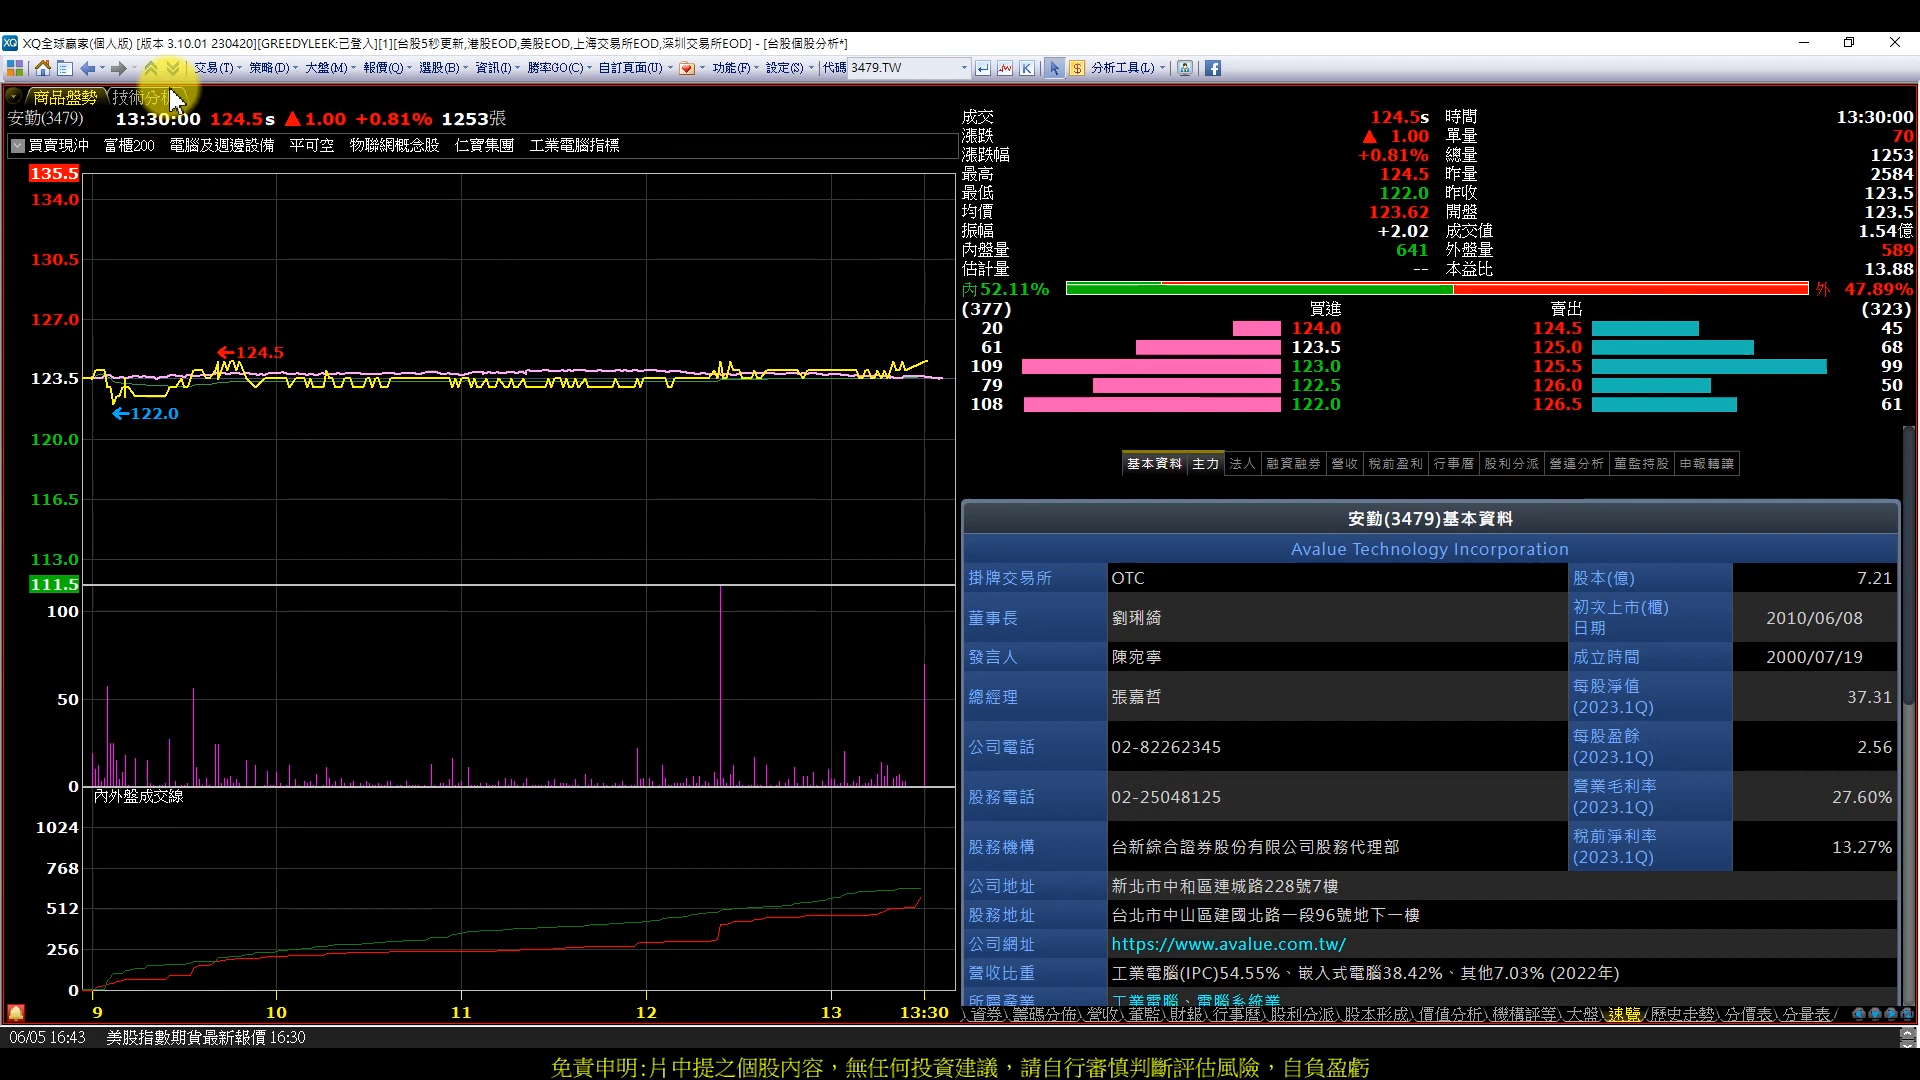 XQ全球贏家(個人版) [版本 3.10.01 230420][GREEDYLEEK:已登入][1][台股5秒更新,港股EOD,美股EOD,上海交易所EOD,深圳交易所EOD] - [台股個股分析*]
交易(T) 策略(D) 大盤(M) 報價(Q) 選股(B) 資訊(I) 勝率GO(C) 自訂頁面(U) 功能(F) 設定(S) 代碼 3479.TW K $ 分析工具(L)
商品盤勢 技術分析
安勤(3479) 13:30:00 124.5s ▲1.00 +0.81% 1253張
買賣現沖 富櫃200 電腦及週邊設備 平可空 物聯網概念股 仁寶集團 工業電腦指標
135.5
134.0
130.5
127.0
123.5
120.0
116.5
113.0
111.5
←124.5
←122.0
100
50
0
內外盤成交線
1024
768
512
256
0
9 10 11 12 13 13:30
成交 124.5s 時間 13:30:00
漲跌 ▲ 1.00 單量 70
漲跌幅 +0.81% 總量 1253
最高 124.5 昨量 2584
最低 122.0 昨收 123.5
均價 123.62 開盤 123.5
振幅 +2.02 成交值 1.54億
內盤量 641 外盤量 589
估計量 -- 本益比 13.88
內52.11% 外 47.89%
(377) 買進 賣出 (323)
20 124.0 124.5 45
61 123.5 125.0 68
109 123.0 125.5 99
79 122.5 126.0 50
108 122.0 126.5 61
基本資料 主力 法人 融資融券 營收 稅前盈利 行事曆 股利分派 營運分析 董監持股 申報轉讓
安勤(3479)基本資料
Avalue Technology Incorporation
掛牌交易所 OTC 股本(億) 7.21
董事長 劉琍綺 初次上市(櫃)日期 2010/06/08
發言人 陳宛寧 成立時間 2000/07/19
總經理 張嘉哲 每股淨值(2023.1Q) 37.31
公司電話 02-82262345 每股盈餘(2023.1Q) 2.56
股務電話 02-25048125 營業毛利率(2023.1Q) 27.60%
股務機構 台新綜合證券股份有限公司股務代理部 稅前淨利率(2023.1Q) 13.27%
公司地址 新北市中和區連城路228號7樓
股務地址 台北市中山區建國北路一段96號地下一樓
公司網址 https://www.avalue.com.tw/
營收比重 工業電腦(IPC)54.55%、嵌入式電腦38.42%、其他7.03% (2022年)
所屬產業 工業電腦、電腦系統業
資券 籌碼分佈 營收 董監 財報 行事曆 股利分派 股本形成 價值分析 機構評等 大盤 速覽 歷史走勢 分價表 分量表
06/05 16:43 美股指數期貨最新報價 16:30
免責申明:片中提之個股內容，無任何投資建議，請自行審慎判斷評估風險，自負盈虧